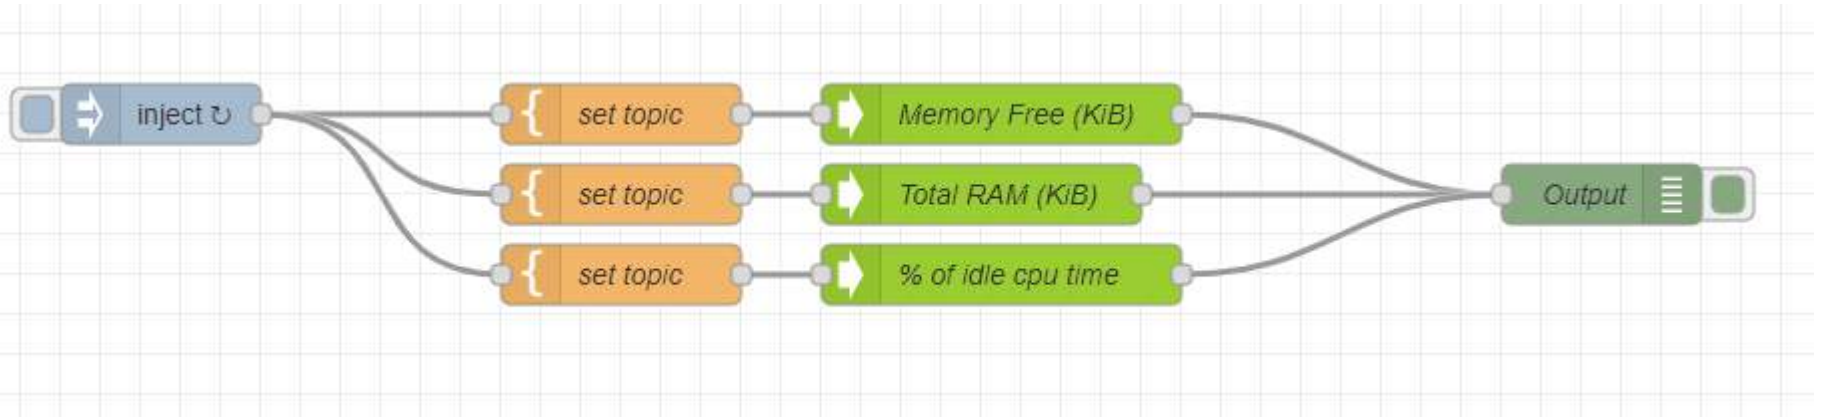 inject ↻
set topic
Memory Free (KiB)
set topic
Total RAM (KiB)
Output
set topic
% of idle cpu time